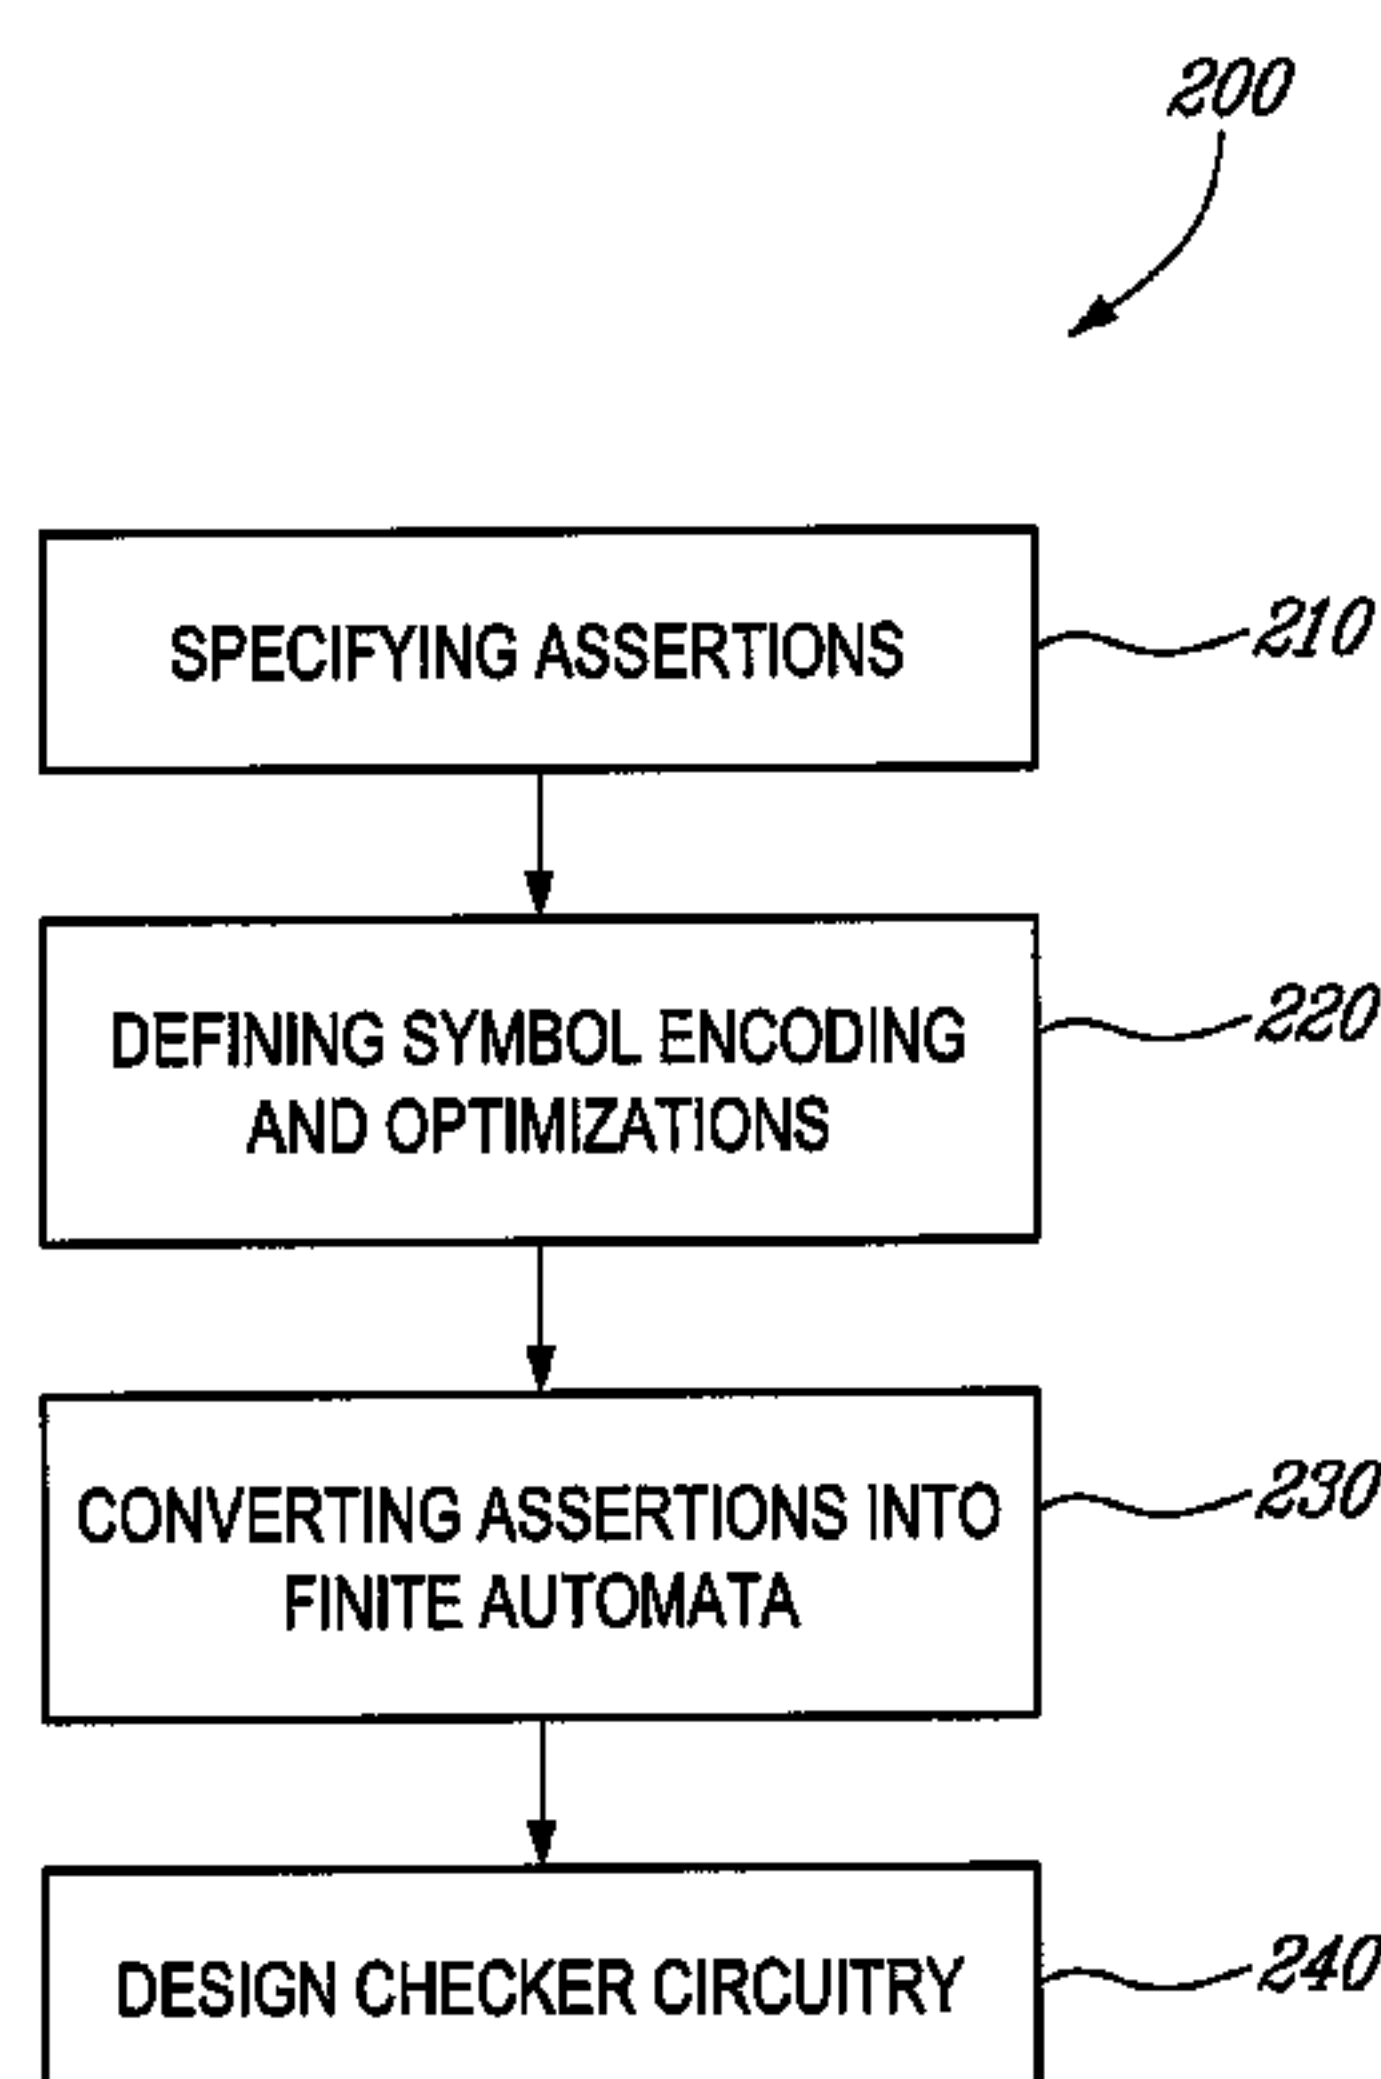 200
SPECIFYING ASSERTIONS
210
DEFINING SYMBOL ENCODING
AND OPTIMIZATIONS
220
CONVERTING ASSERTIONS INTO
FINITE AUTOMATA
230
DESIGN CHECKER CIRCUITRY
240